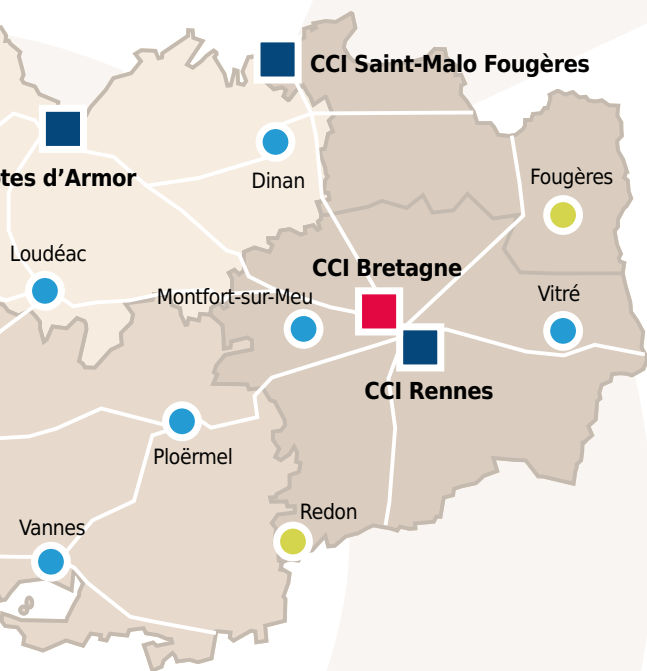 CCI Saint-Malo Fougères
Dinan
tes d'Armor
Fougères
Loudéac
CCI Bretagne
Montfort-sur-Meu
Vitré
CCI Rennes
Ploërmel
Redon
Vannes